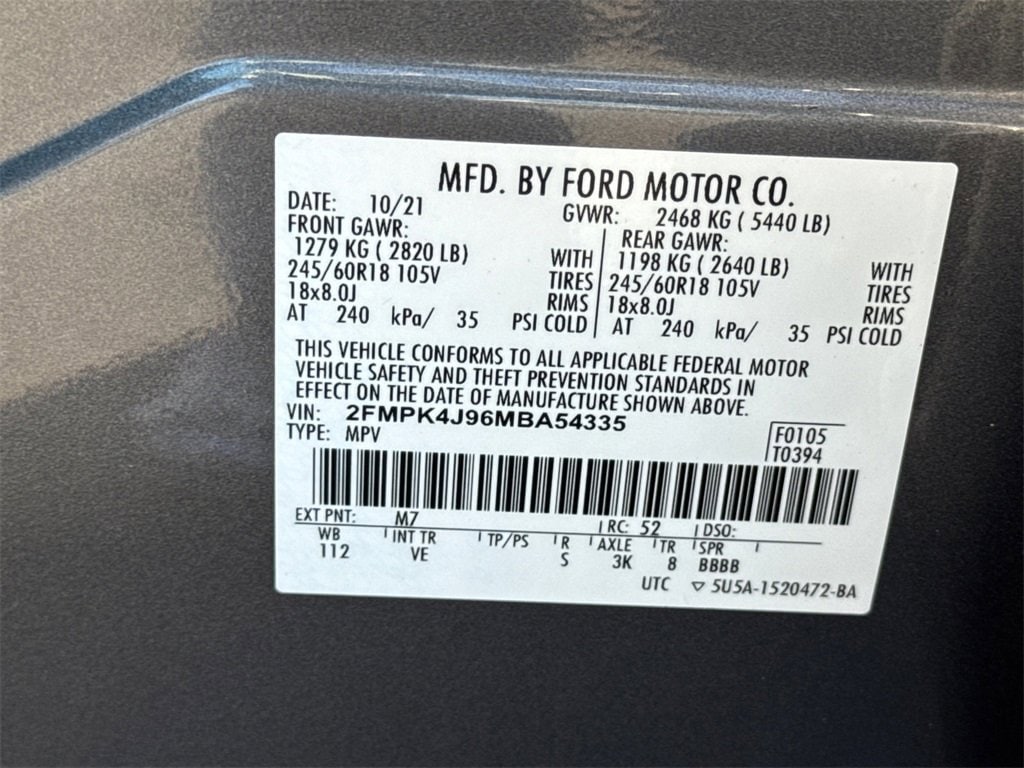 MFD. BY FORD MOTOR CO.
DATE: 10/21 GVWR: 2468 KG ( 5440 LB)
FRONT GAWR: REAR GAWR:
1279 KG ( 2820 LB) WITH 1198 KG ( 2640 LB) WITH
245/60R18 105V TIRES 245/60R18 105V TIRES
18x8.0J RIMS 18x8.0J RIMS
AT 240 kPa/ 35 PSI COLD AT 240 kPa/ 35 PSI COLD
THIS VEHICLE CONFORMS TO ALL APPLICABLE FEDERAL MOTOR
VEHICLE SAFETY AND THEFT PREVENTION STANDARDS IN
EFFECT ON THE DATE OF MANUFACTURE SHOWN ABOVE.
VIN: 2FMPK4J96MBA54335
TYPE: MPV F0105
T0394
EXT PNT: M7 RC: 52 DSO:
WB INT TR TP/PS R AXLE TR SPR
112 VE S 3K 8 BBBB
UTC ▽ 5U5A-1520472-BA